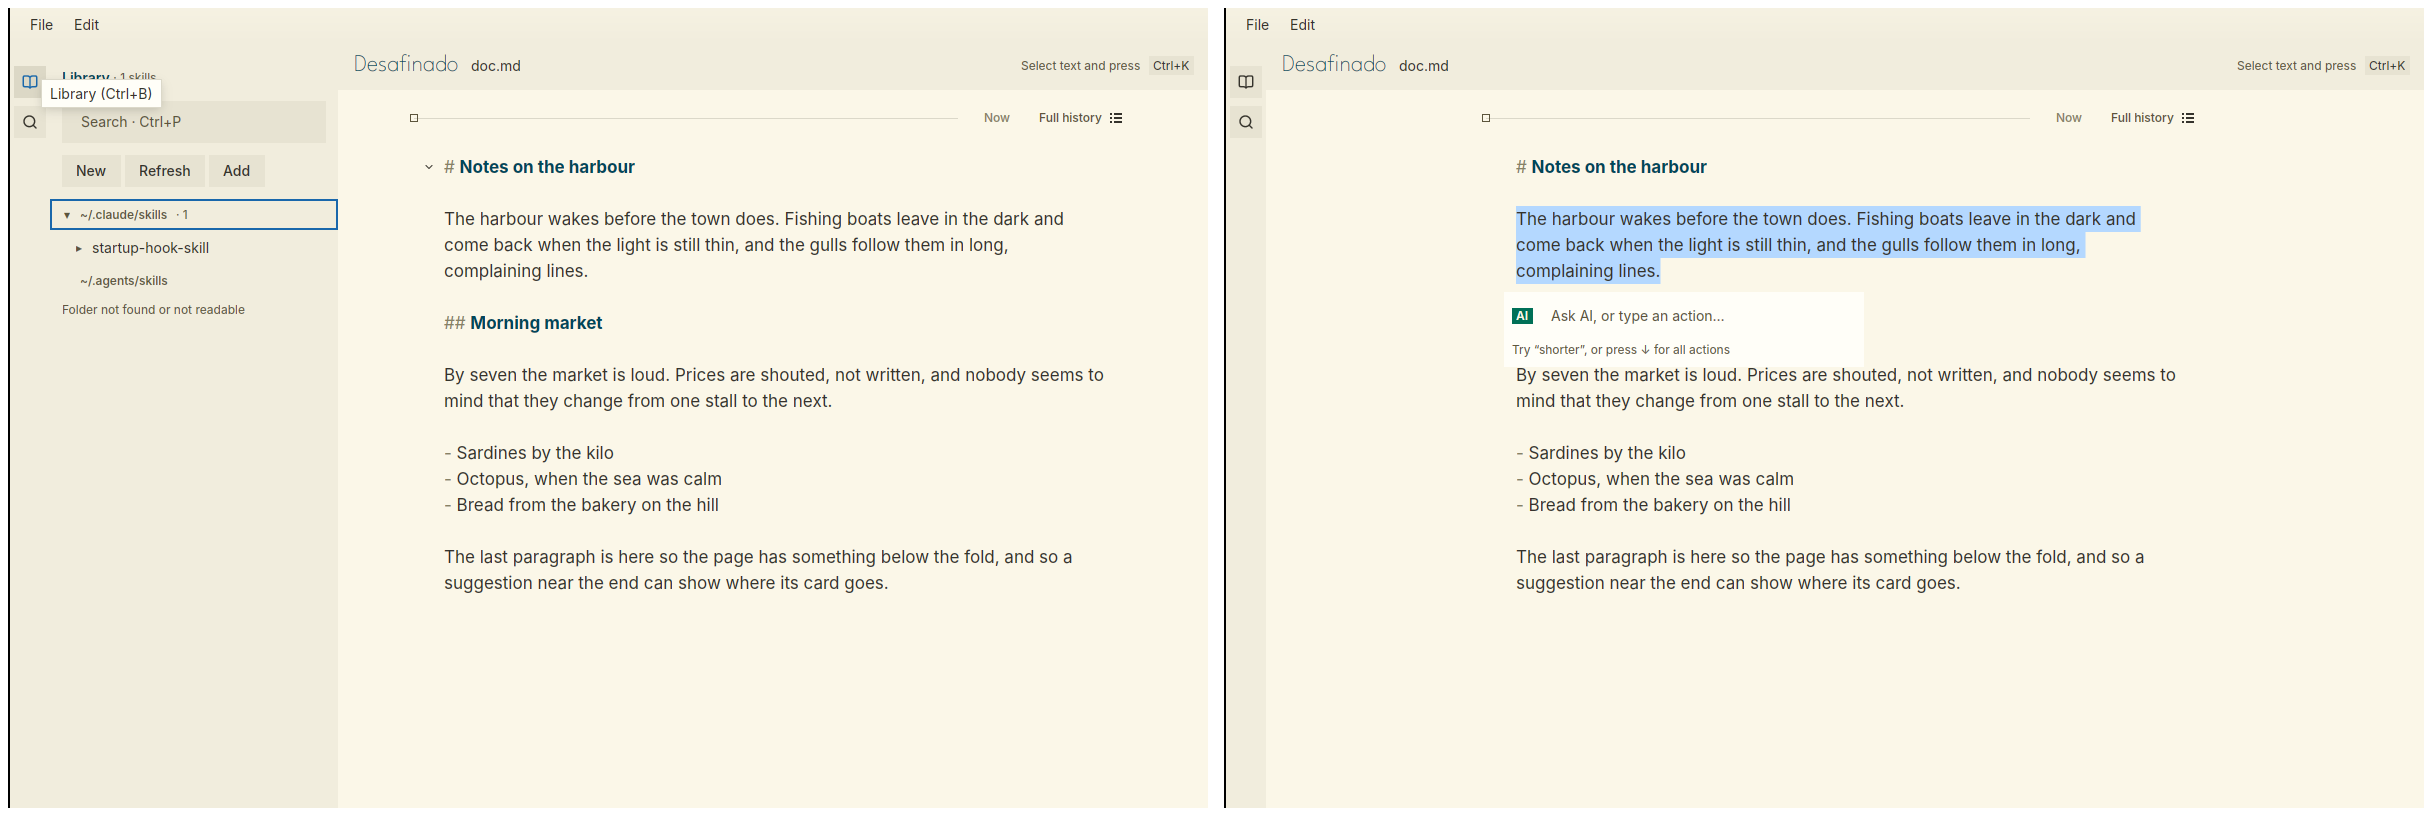 File Edit
Desafinado doc.md
Select text and press Ctrl+K
Library · 1 skills
Library (Ctrl+B)
Search · Ctrl+P
New Refresh Add
~/.claude/skills · 1
startup-hook-skill
~/.agents/skills
Folder not found or not readable
Now Full history
# Notes on the harbour
The harbour wakes before the town does. Fishing boats leave in the dark and
come back when the light is still thin, and the gulls follow them in long,
complaining lines.
## Morning market
By seven the market is loud. Prices are shouted, not written, and nobody seems to
mind that they change from one stall to the next.
- Sardines by the kilo
- Octopus, when the sea was calm
- Bread from the bakery on the hill
The last paragraph is here so the page has something below the fold, and so a
suggestion near the end can show where its card goes.
File Edit
Desafinado doc.md
Select text and press Ctrl+K
Now Full history
# Notes on the harbour
The harbour wakes before the town does. Fishing boats leave in the dark and
come back when the light is still thin, and the gulls follow them in long,
complaining lines.
AI Ask AI, or type an action...
Try “shorter”, or press ↓ for all actions
By seven the market is loud. Prices are shouted, not written, and nobody seems to
mind that they change from one stall to the next.
- Sardines by the kilo
- Octopus, when the sea was calm
- Bread from the bakery on the hill
The last paragraph is here so the page has something below the fold, and so a
suggestion near the end can show where its card goes.